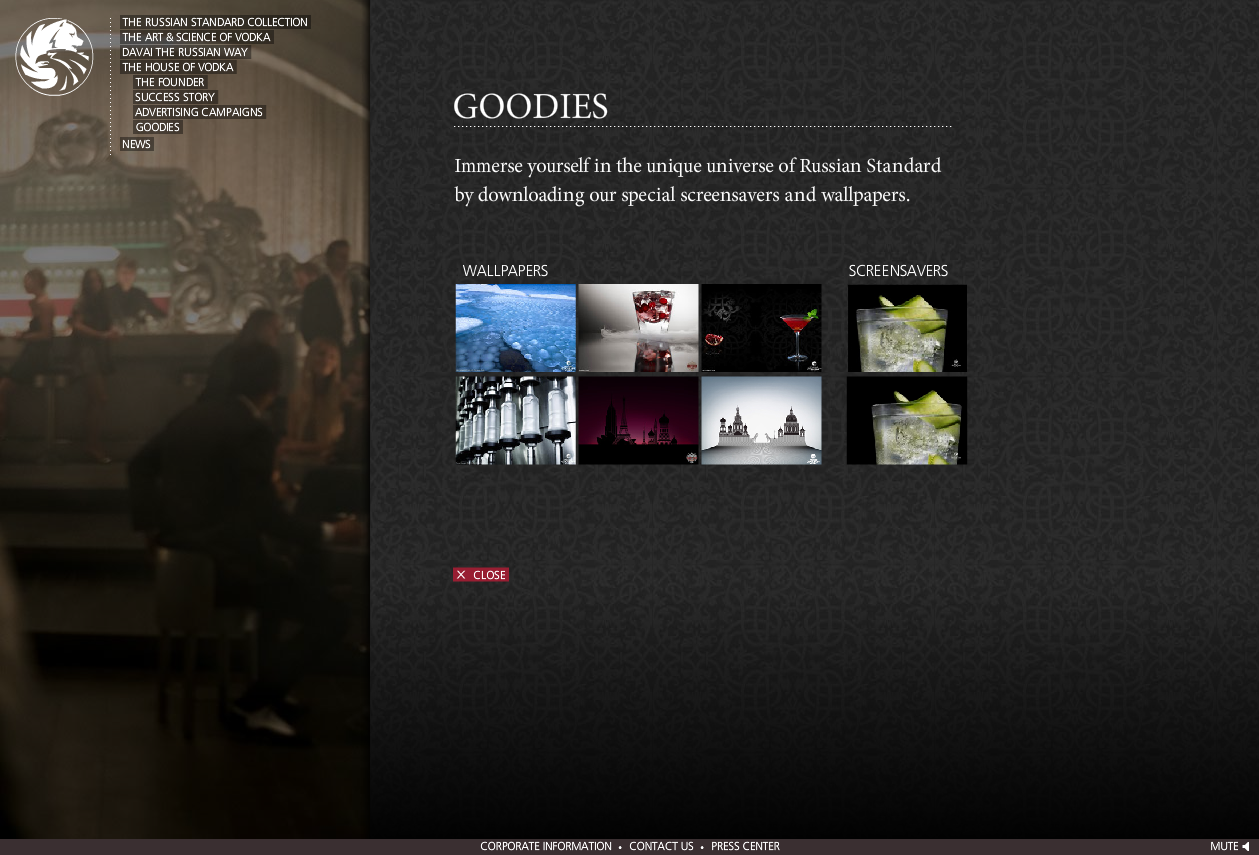 THE RUSSIAN STANDARD COLLECTION
THE ART & SCIENCE OF VODKA
DAVAI THE RUSSIAN WAY
THE HOUSE OF VODKA
THE FOUNDER
SUCCESS STORY
ADVERTISING CAMPAIGNS
GOODIES
NEWS
GOODIES
Immerse yourself in the unique universe of Russian Standard
by downloading our special screensavers and wallpapers.
WALLPAPERS
SCREENSAVERS
CLOSE
CORPORATE INFORMATION • CONTACT US • PRESS CENTER
MUTE